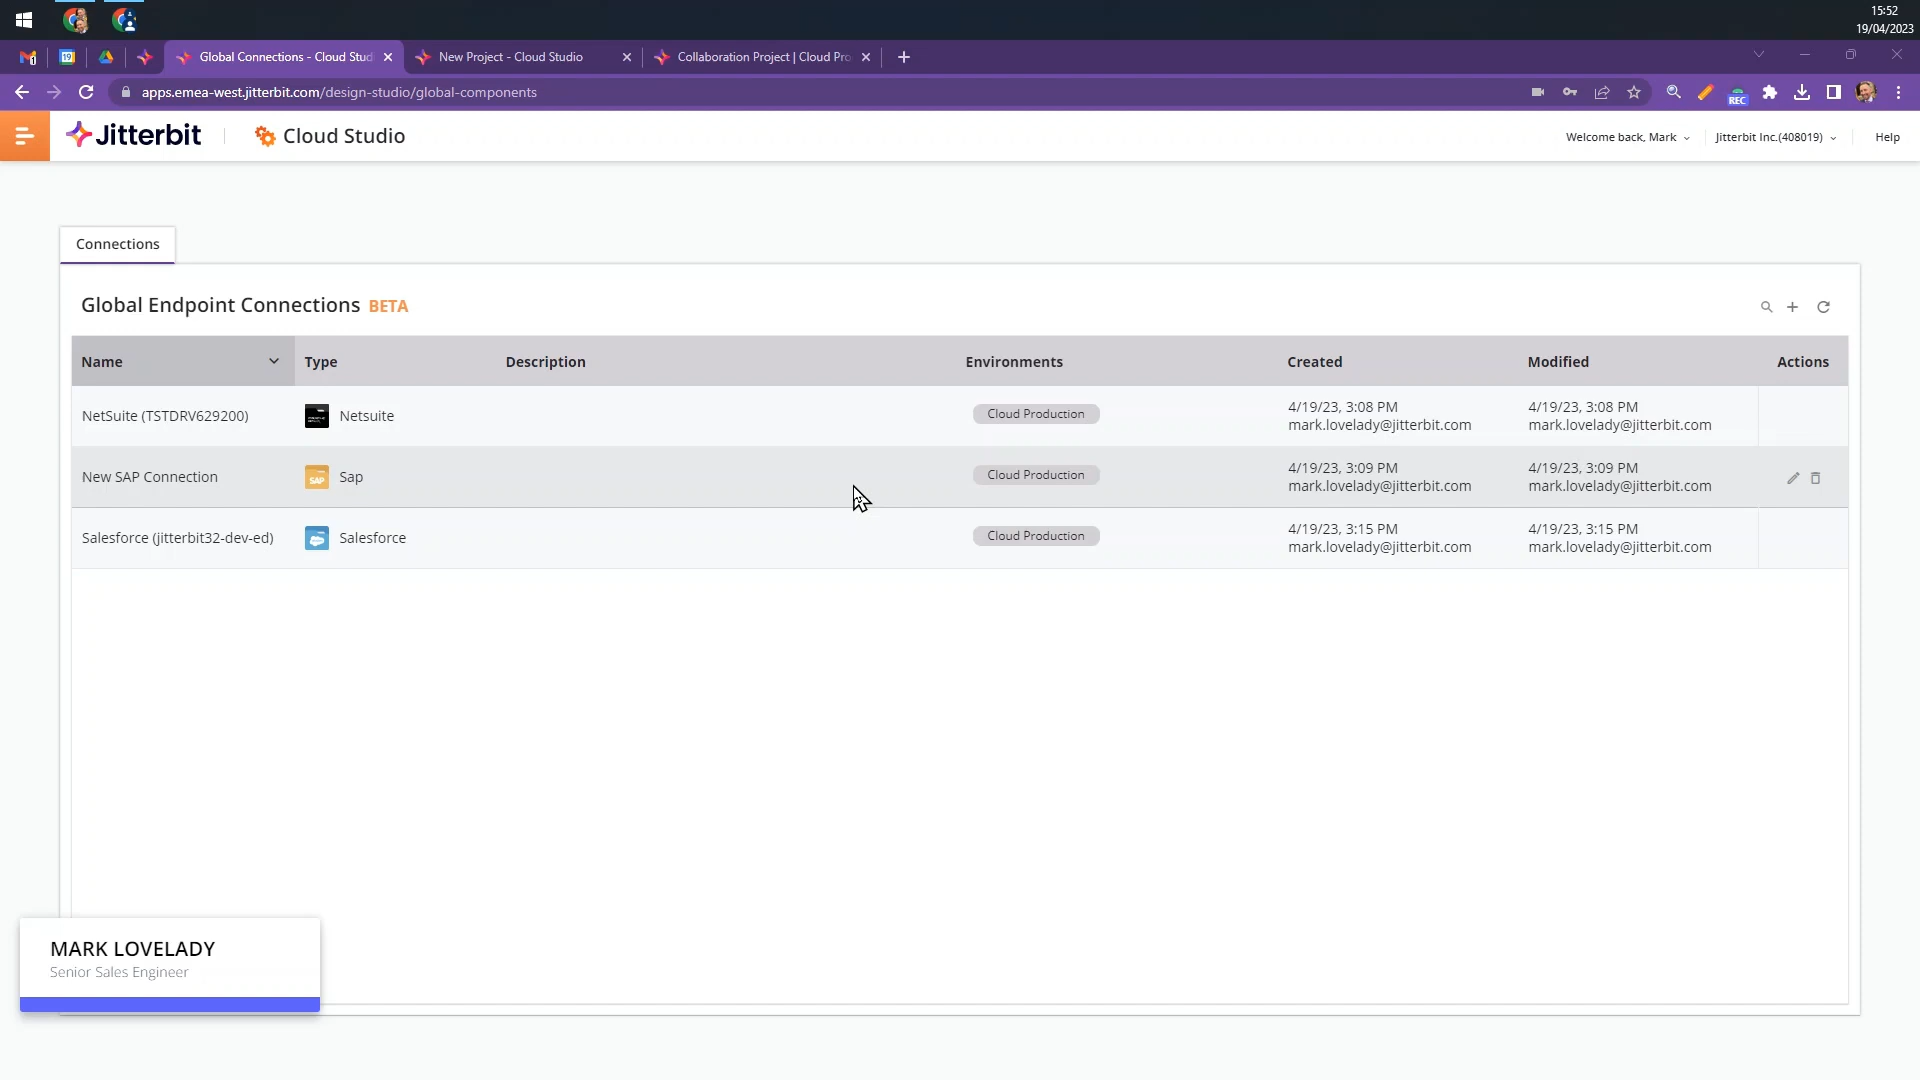 15:52
19/04/2023
1
19
Global Connections - Cloud Stud
New Project - Cloud Studio
Collaboration Project | Cloud Pro
apps.emea-west.jitterbit.com/design-studio/global-components
REC
Jitterbit
Cloud Studio
Welcome back, Mark
Jitterbit Inc.(408019)
Help
Connections
Global Endpoint Connections BETA
Name Type Description Environments Created Modified Actions
NetSuite (TSTDRV629200) Netsuite Cloud Production
4/19/23, 3:08 PM 4/19/23, 3:08 PM
mark.lovelady@jitterbit.com mark.lovelady@jitterbit.com
New SAP Connection SAP Sap Cloud Production
4/19/23, 3:09 PM 4/19/23, 3:09 PM
mark.lovelady@jitterbit.com mark.lovelady@jitterbit.com
Salesforce (jitterbit32-dev-ed) Salesforce Cloud Production
4/19/23, 3:15 PM 4/19/23, 3:15 PM
mark.lovelady@jitterbit.com mark.lovelady@jitterbit.com
MARK LOVELADY
Senior Sales Engineer